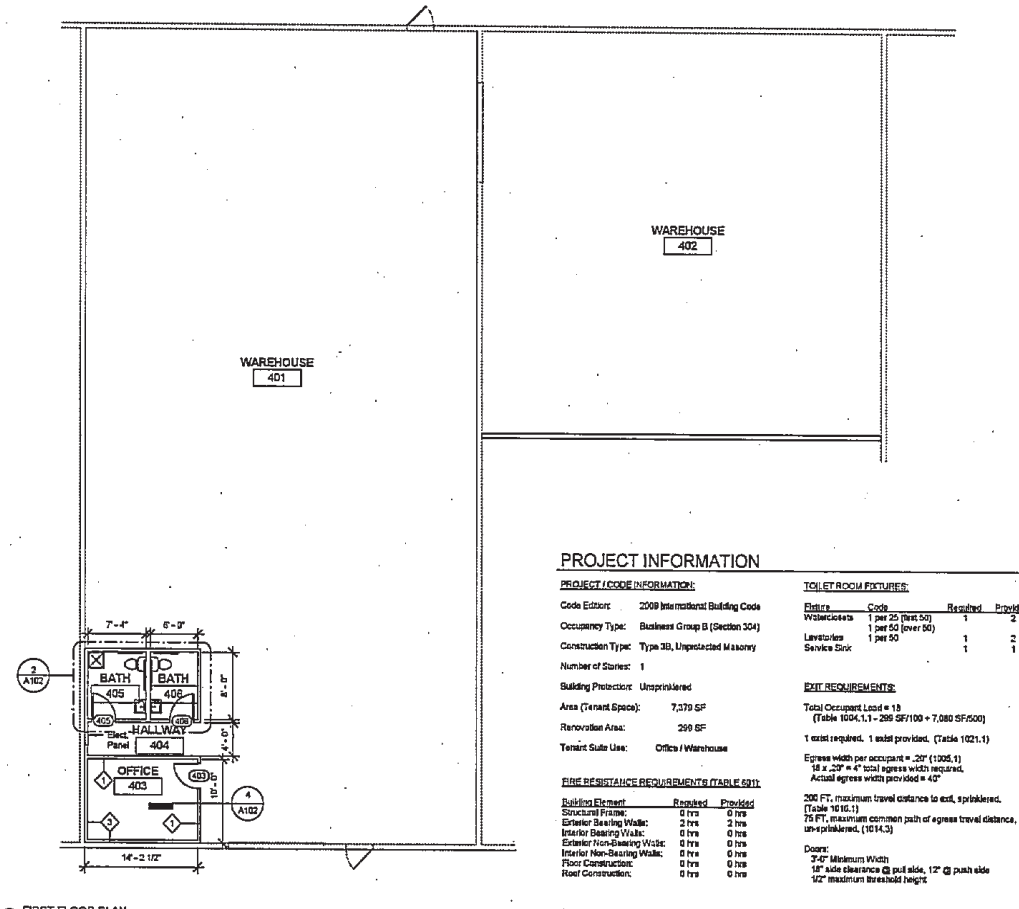 WAREHOUSE
402
WAREHOUSE
401
7'-4"
6'-9"
2
A102
BATH
405
BATH
406
8'-0"
405
406
Elect.
Panel
HALLWAY
404
4'-0"
OFFICE
403
1
403
10'-0"
4
A102
3
1
14'-2 1/2"
FIRST FLOOR PLAN
PROJECT INFORMATION
PROJECT / CODE INFORMATION:
Code Edition: 2009 International Building Code
Occupancy Type: Business Group B (Section 304)
Construction Type: Type 3B, Unprotected Masonry
Number of Stories: 1
Building Protection: Unsprinklered
Area (Tenant Space): 7,379 SF
Renovation Area: 299 SF
Tenant Suite Use: Office / Warehouse
FIRE RESISTANCE REQUIREMENTS (TABLE 601):
Building Element Required Provided
Structural Frame: 0 hrs 0 hrs
Exterior Bearing Walls: 2 hrs 2 hrs
Interior Bearing Walls: 0 hrs 0 hrs
Exterior Non-Bearing Walls: 0 hrs 0 hrs
Interior Non-Bearing Walls: 0 hrs 0 hrs
Floor Construction: 0 hrs 0 hrs
Roof Construction: 0 hrs 0 hrs
TOILET ROOM FIXTURES:
Fixture Code Required Provid
Waterclosets 1 per 25 (first 50) 1 2
1 per 50 (over 50)
Lavatories 1 per 50 1 2
Service Sink 1 1
EXIT REQUIREMENTS:
Total Occupant Load = 18
(Table 1004.1.1 - 299 SF/100 + 7,080 SF/500)
1 exist required. 1 exist provided. (Table 1021.1)
Egress width per occupant = .20" (1005.1)
18 x .20" = 4" total egress width required.
Actual egress width provided = 40"
200 FT. maximum travel distance to exit, sprinklered.
(Table 1016.1)
75 FT. maximum common path of egress travel distance,
un-sprinklered. (1014.3)
Doors:
3'-0" Minimum Width
18" side clearance @ pull side, 12" @ push side
1/2" maximum threshold height